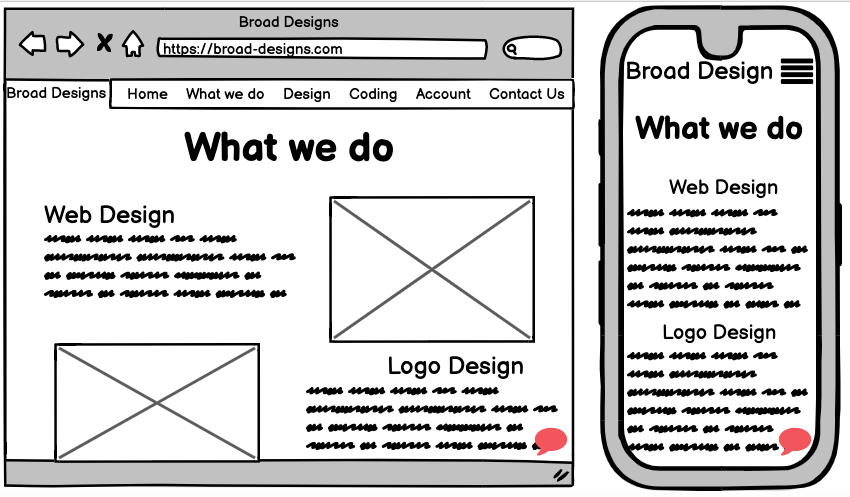 Broad Designs
https://broad-designs.com
Broad Designs Home What we do Design Coding Account Contact Us
What we do
Web Design
Logo Design
Broad Design
What we do
Web Design
Logo Design